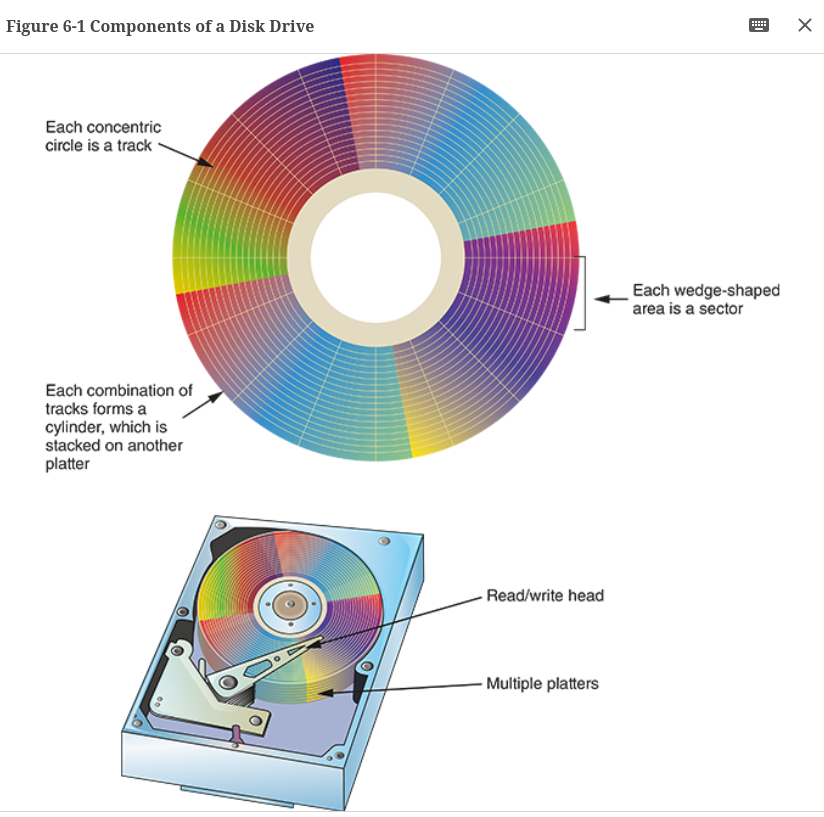 Figure 6-1 Components of a Disk Drive
Each concentric
circle is a track
Each wedge-shaped
area is a sector
Each combination of
tracks forms a
cylinder, which is
stacked on another
platter
Read/write head
Multiple platters